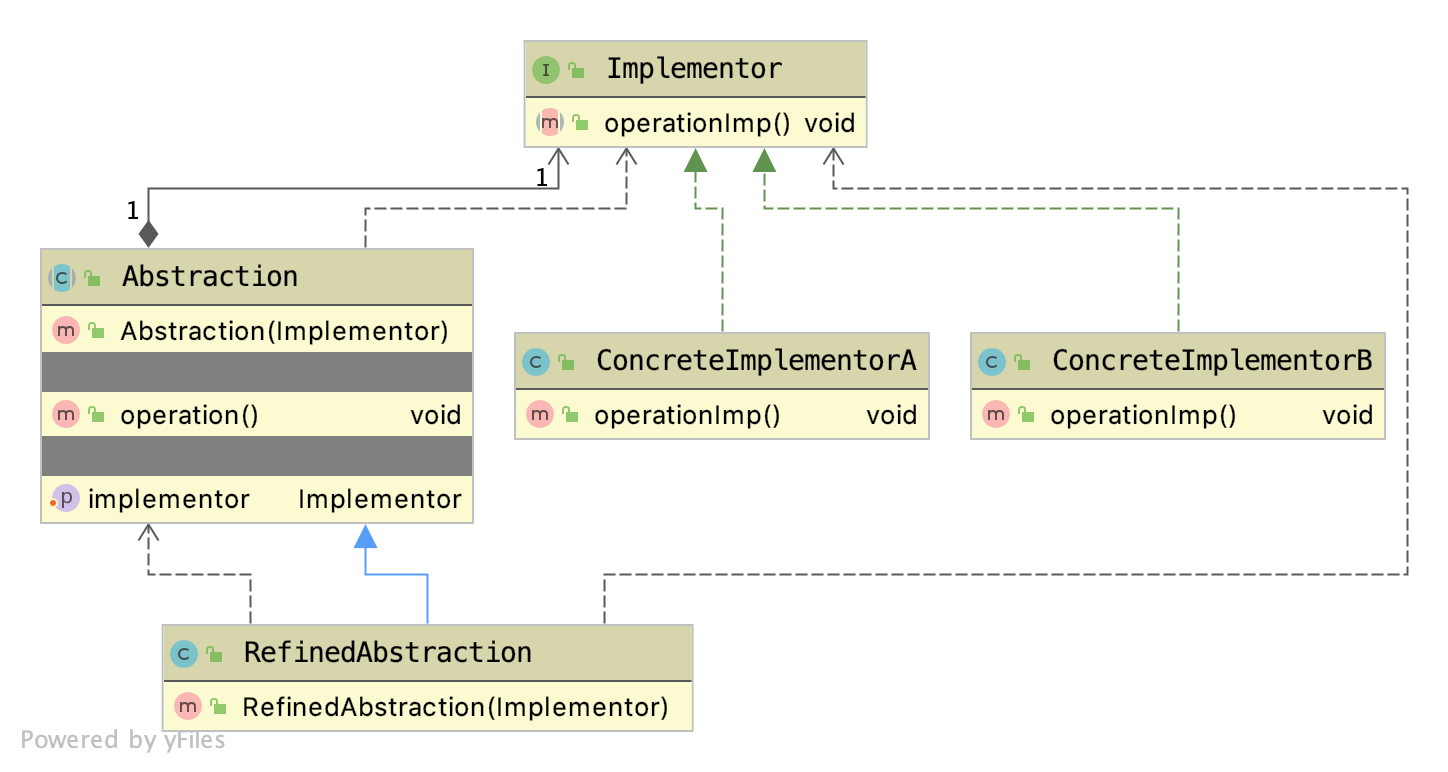 I Implementor
m operationImp() void
1
1
C Abstraction
m Abstraction(Implementor)
m operation() void
p implementor Implementor
C ConcreteImplementorA
m operationImp() void
C ConcreteImplementorB
m operationImp() void
C RefinedAbstraction
m RefinedAbstraction(Implementor)
Powered by yFiles